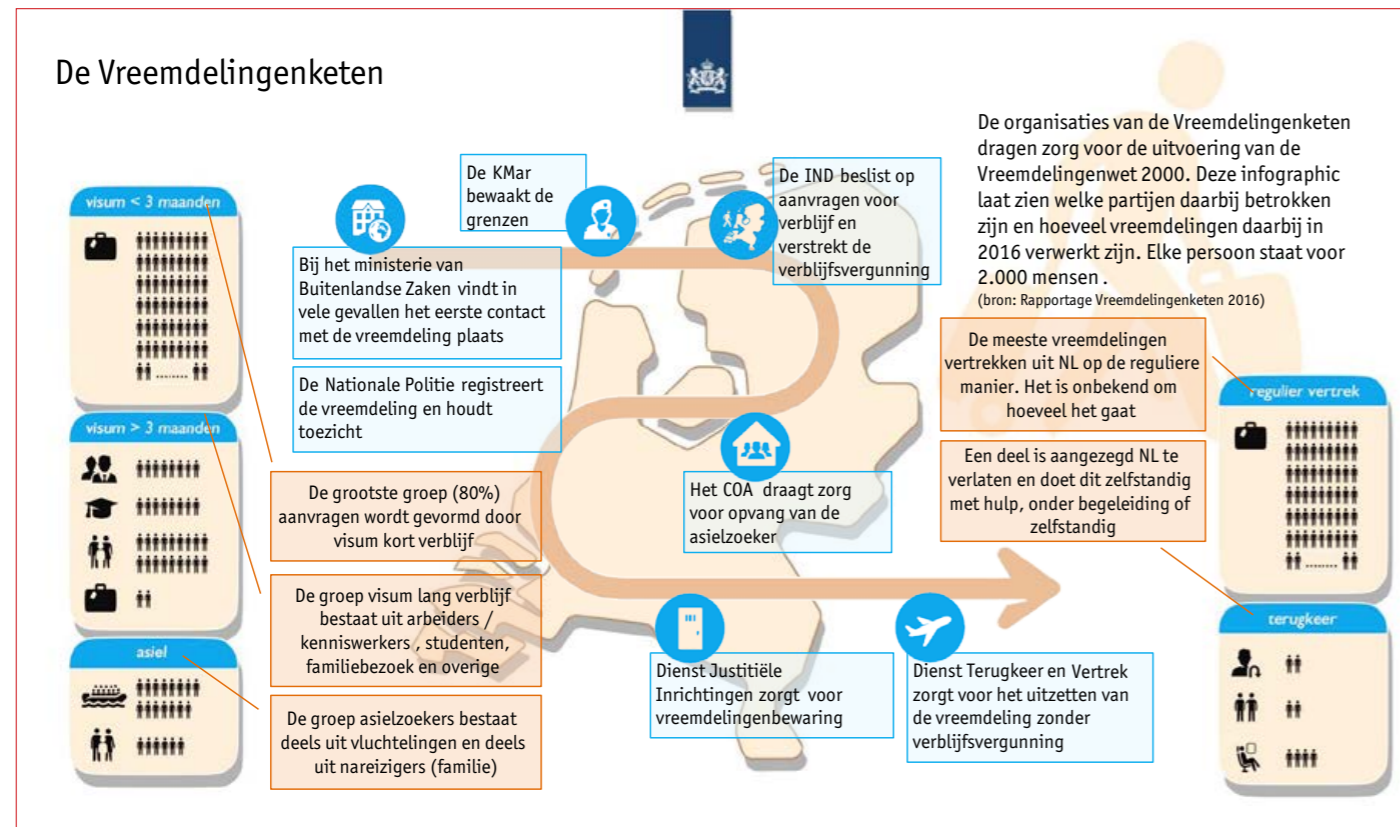 De Vreemdelingenketen
De organisaties van de Vreemdelingenketen
dragen zorg voor de uitvoering van de
Vreemdelingenwet 2000. Deze infographic
laat zien welke partijen daarbij betrokken
zijn en hoeveel vreemdelingen daarbij in
2016 verwerkt zijn. Elke persoon staat voor
2.000 mensen .
(bron: Rapportage Vreemdelingenketen 2016)
visum < 3 maanden
visum > 3 maanden
asiel
Bij het ministerie van
Buitenlandse Zaken vindt in
vele gevallen het eerste contact
met de vreemdeling plaats
De Nationale Politie registreert
de vreemdeling en houdt
toezicht
De KMar
bewaakt de
grenzen
De IND beslist op
aanvragen voor
verblijf en
verstrekt de
verblijfsvergunning
De grootste groep (80%)
aanvragen wordt gevormd door
visum kort verblijf
De groep visum lang verblijf
bestaat uit arbeiders /
kenniswerkers , studenten,
familiebezoek en overige
De groep asielzoekers bestaat
deels uit vluchtelingen en deels
uit nareizigers (familie)
Het COA draagt zorg
voor opvang van de
asielzoeker
Dienst Justitiële
Inrichtingen zorgt voor
vreemdelingenbewaring
Dienst Terugkeer en Vertrek
zorgt voor het uitzetten van
de vreemdeling zonder
verblijfsvergunning
De meeste vreemdelingen
vertrekken uit NL op de reguliere
manier. Het is onbekend om
hoeveel het gaat
Een deel is aangezegd NL te
verlaten en doet dit zelfstandig
met hulp, onder begeleiding of
zelfstandig
regulier vertrek
terugkeer